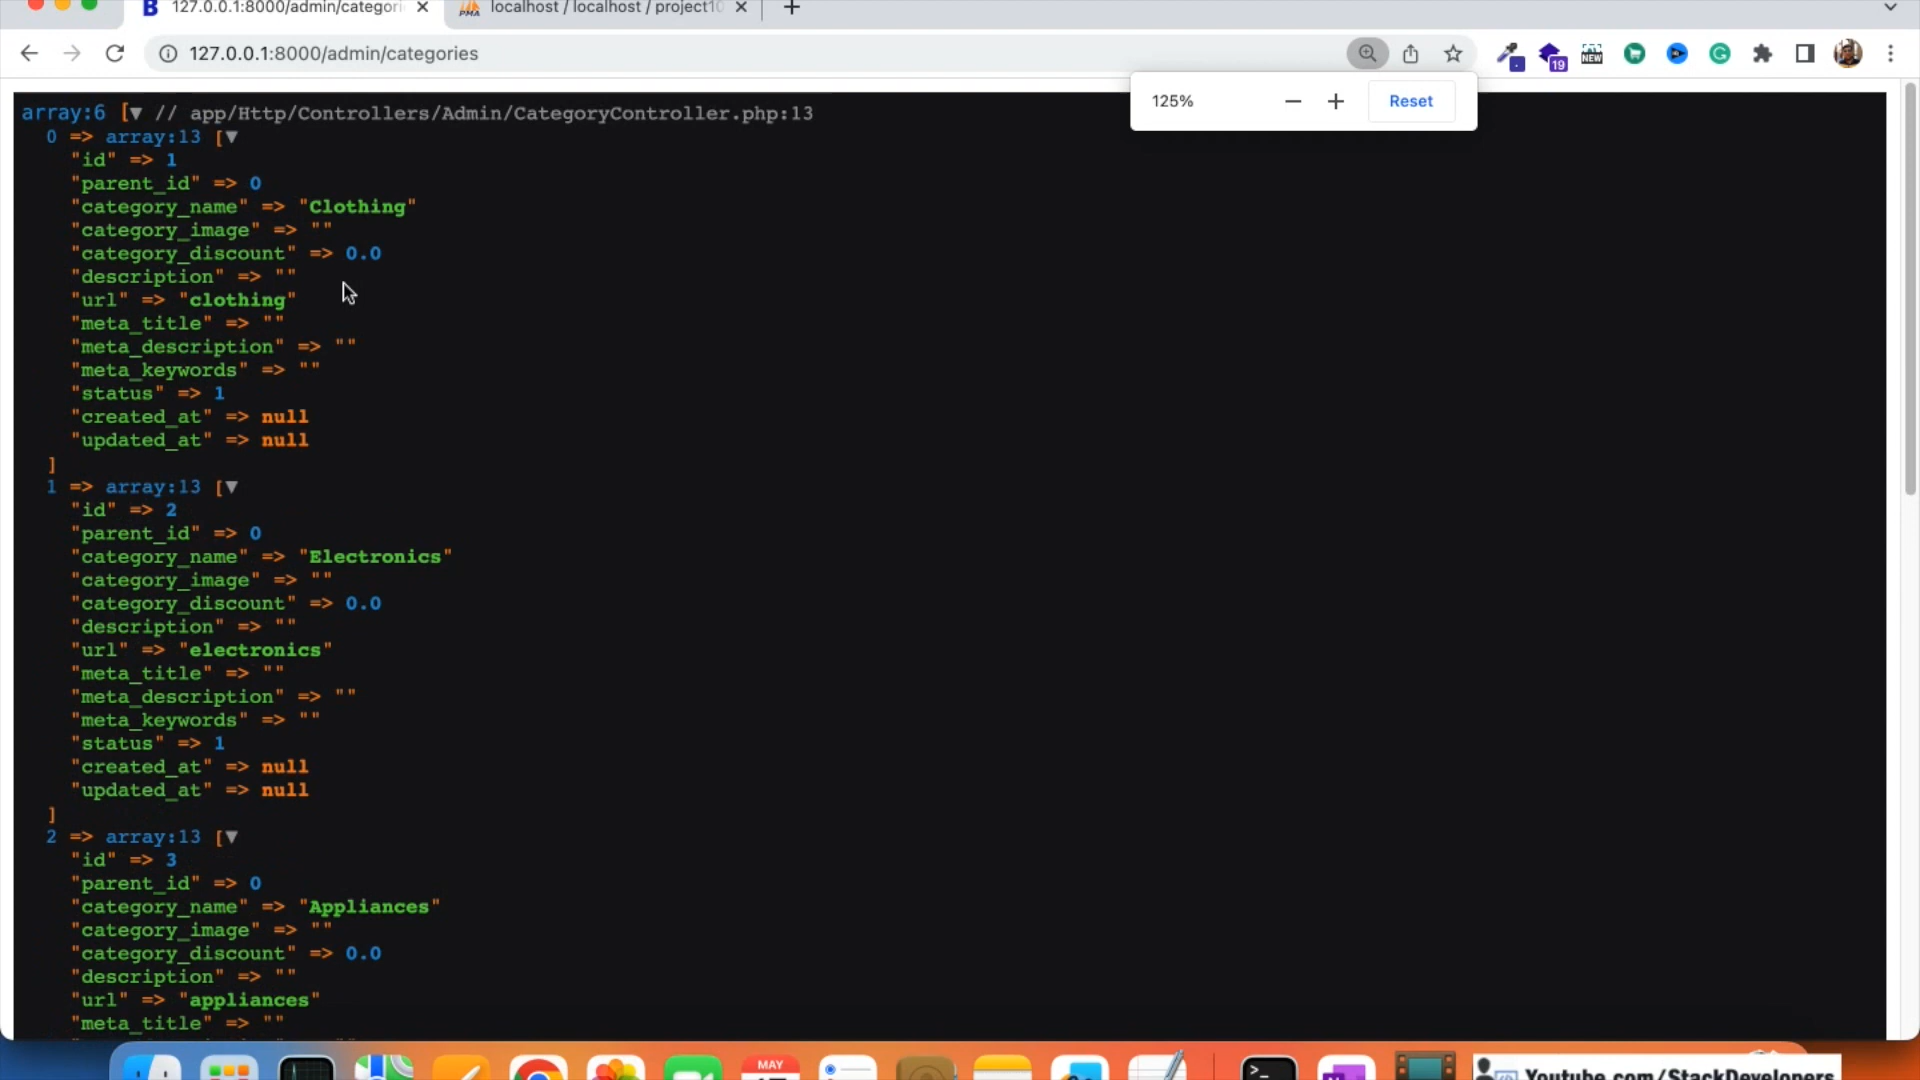 127.0.0.1:8000/admin/categori
localhost / localhost / project10
127.0.0.1:8000/admin/categories
19
NEW
125%
Reset
array:6 [▼ // app/Http/Controllers/Admin/CategoryController.php:13
0 => array:13 [▼
"id" => 1
"parent_id" => 0
"category_name" => "Clothing"
"category_image" => ""
"category_discount" => 0.0
"description" => ""
"url" => "clothing"
"meta_title" => ""
"meta_description" => ""
"meta_keywords" => ""
"status" => 1
"created_at" => null
"updated_at" => null
]
1 => array:13 [▼
"id" => 2
"parent_id" => 0
"category_name" => "Electronics"
"category_image" => ""
"category_discount" => 0.0
"description" => ""
"url" => "electronics"
"meta_title" => ""
"meta_description" => ""
"meta_keywords" => ""
"status" => 1
"created_at" => null
"updated_at" => null
]
2 => array:13 [▼
"id" => 3
"parent_id" => 0
"category_name" => "Appliances"
"category_image" => ""
"category_discount" => 0.0
"description" => ""
"url" => "appliances"
"meta_title" => ""
MAY
Youtube.com/StackDevelopers